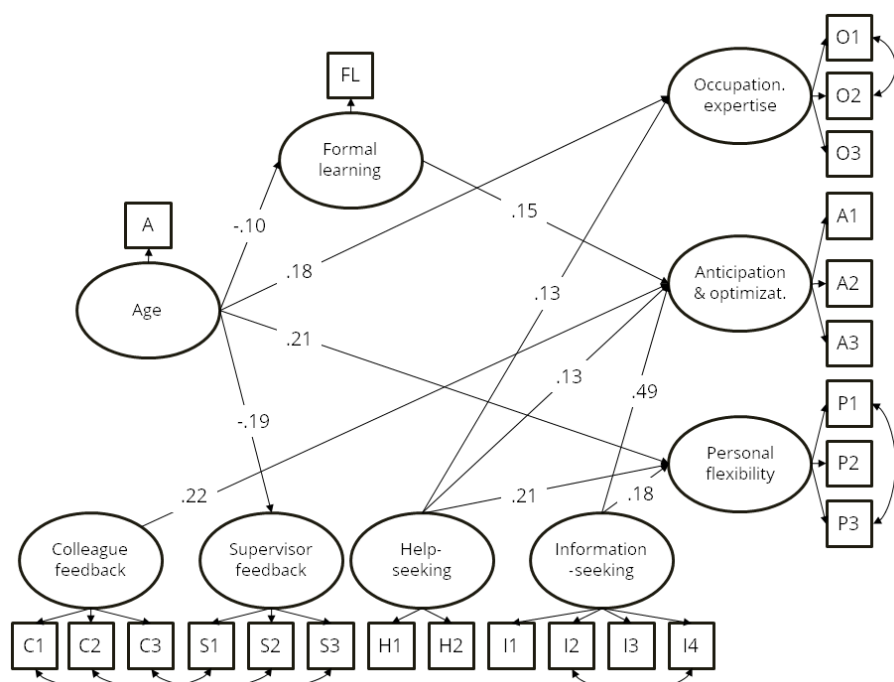 O1
FL
Occupation.
expertise
O2
Formal
learning
O3
A
-.10
.15
A1
.18
Anticipation
& optimizat.
A2
.13
Age
.21
A3
.13
.49
P1
-.19
Personal
flexibility
P2
.22
.21
.18
P3
Colleague
feedback
Supervisor
feedback
Help-
seeking
Information
-seeking
C1 C2 C3 S1 S2 S3 H1 H2 I1 I2 I3 I4